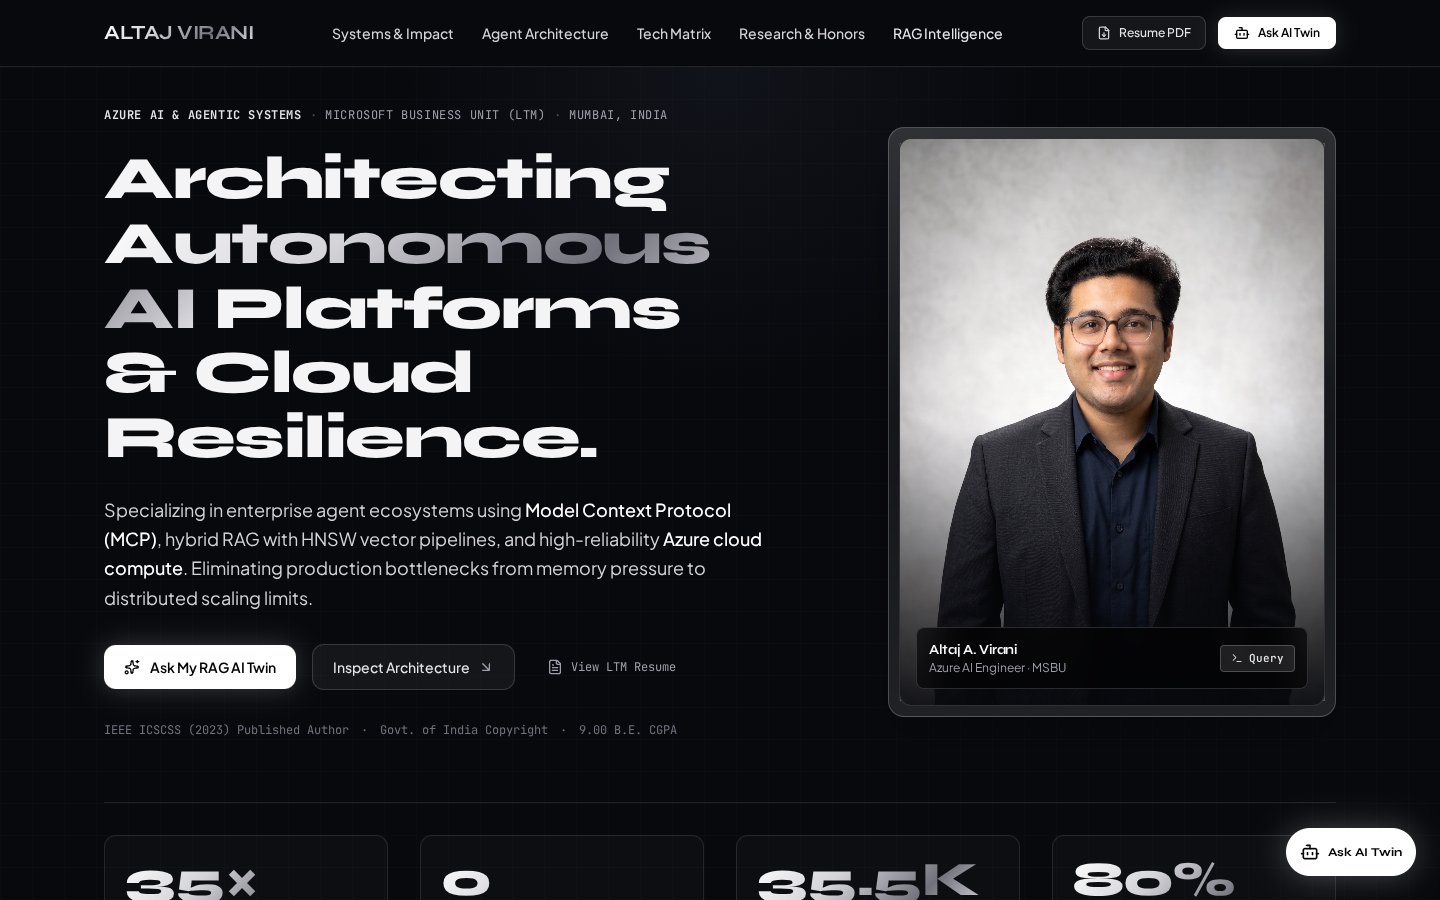 ALTAJ VIRANI
Systems & Impact
Agent Architecture
Tech Matrix
Research & Honors
RAG Intelligence
Resume PDF
Ask AI Twin
AZURE AI & AGENTIC SYSTEMS · MICROSOFT BUSINESS UNIT (LTM) · MUMBAI, INDIA
Architecting
Autonomous
AI Platforms
& Cloud
Resilience.
Specializing in enterprise agent ecosystems using Model Context Protocol
(MCP), hybrid RAG with HNSW vector pipelines, and high-reliability Azure cloud
compute. Eliminating production bottlenecks from memory pressure to
distributed scaling limits.
Ask My RAG AI Twin
Inspect Architecture
View LTM Resume
IEEE ICSCSS (2023) Published Author · Govt. of India Copyright · 9.00 B.E. CGPA
Altaj A. Virani
Azure AI Engineer · MSBU
Query
35×
0
35.5K
80%
Ask AI Twin